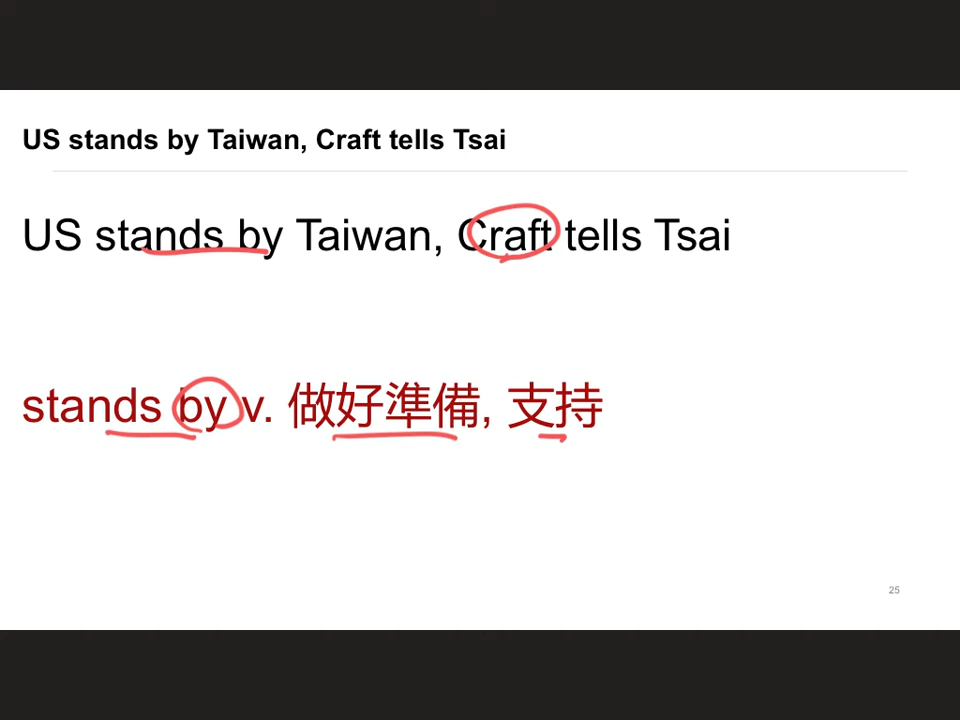 US stands by Taiwan, Craft tells Tsai
US stands by Taiwan, Craft tells Tsai
stands by v. 做好準備, 支持
25